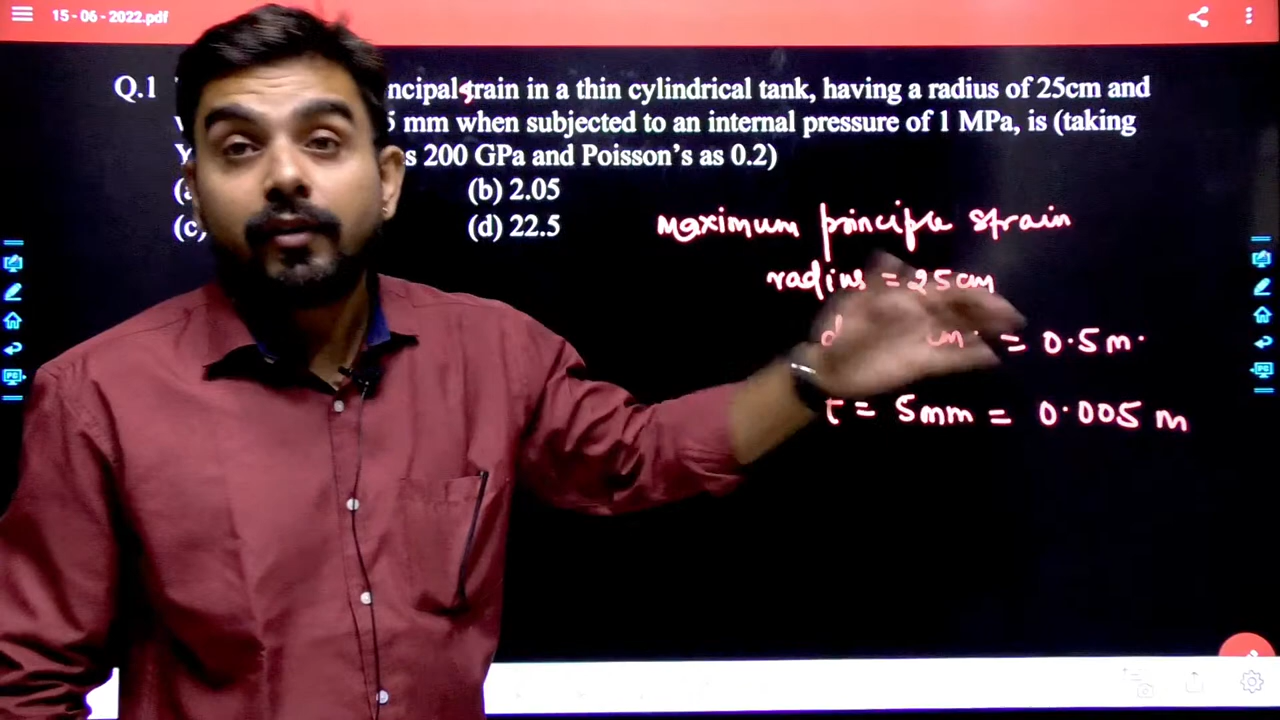 15-06-2022.pdf
Q.1 ncipal strain in a thin cylindrical tank, having a radius of 25cm and
5 mm when subjected to an internal pressure of 1 MPa, is (taking
Y s 200 GPa and Poisson's as 0.2)
(b) 2.05
(c) (d) 22.5
Maximum principle strain
radius = 25cm
d cm. = 0.5m.
t = 5mm = 0.005 m